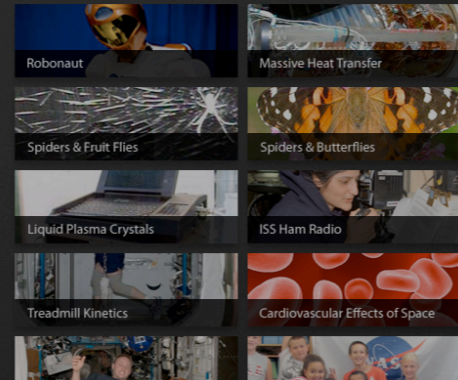 Robonaut
Massive Heat Transfer
Spiders & Fruit Flies
Spiders & Butterflies
Liquid Plasma Crystals
ISS Ham Radio
Treadmill Kinetics
Cardiovascular Effects of Space
NASA